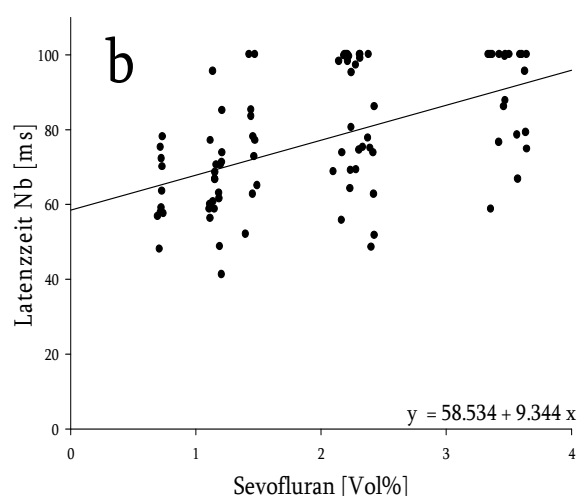 b
100
80
60
40
20
0
Latenzzeit Nb [ms]
y = 58.534 + 9.344 x
0 1 2 3 4
Sevofluran [Vol%]